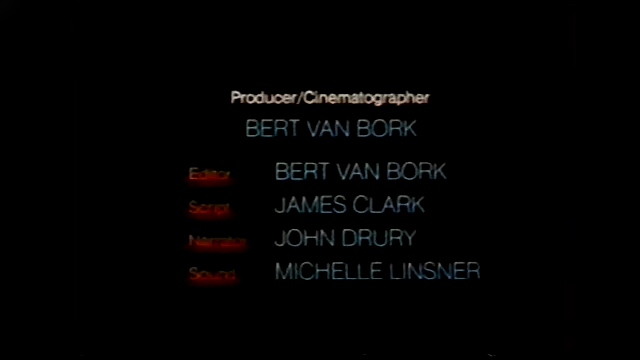 Producer/Cinematographer
BERT VAN BORK
Editor BERT VAN BORK
Script JAMES CLARK
Narrator JOHN DRURY
Sound MICHELLE LINSNER